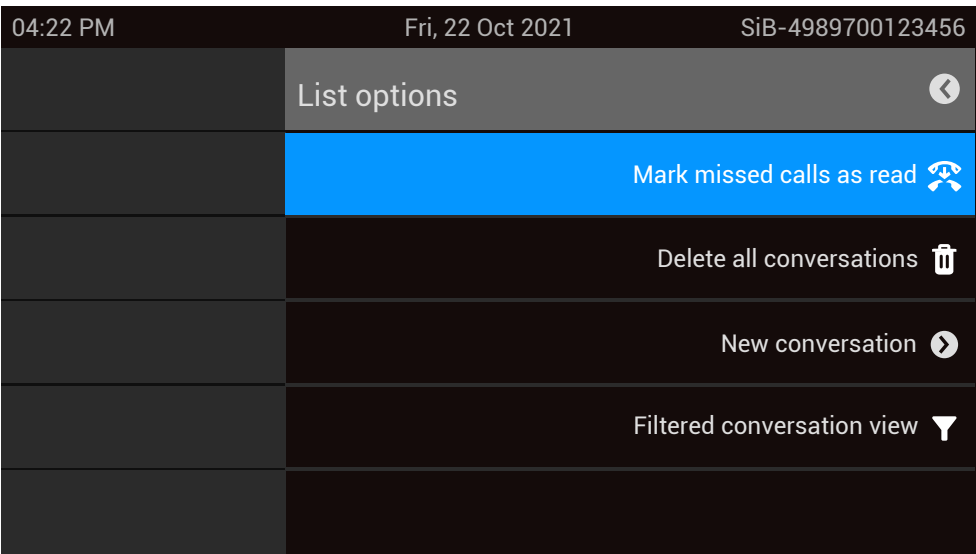 04:22 PM Fri, 22 Oct 2021 SiB-4989700123456
List options
Mark missed calls as read
Delete all conversations
New conversation
Filtered conversation view